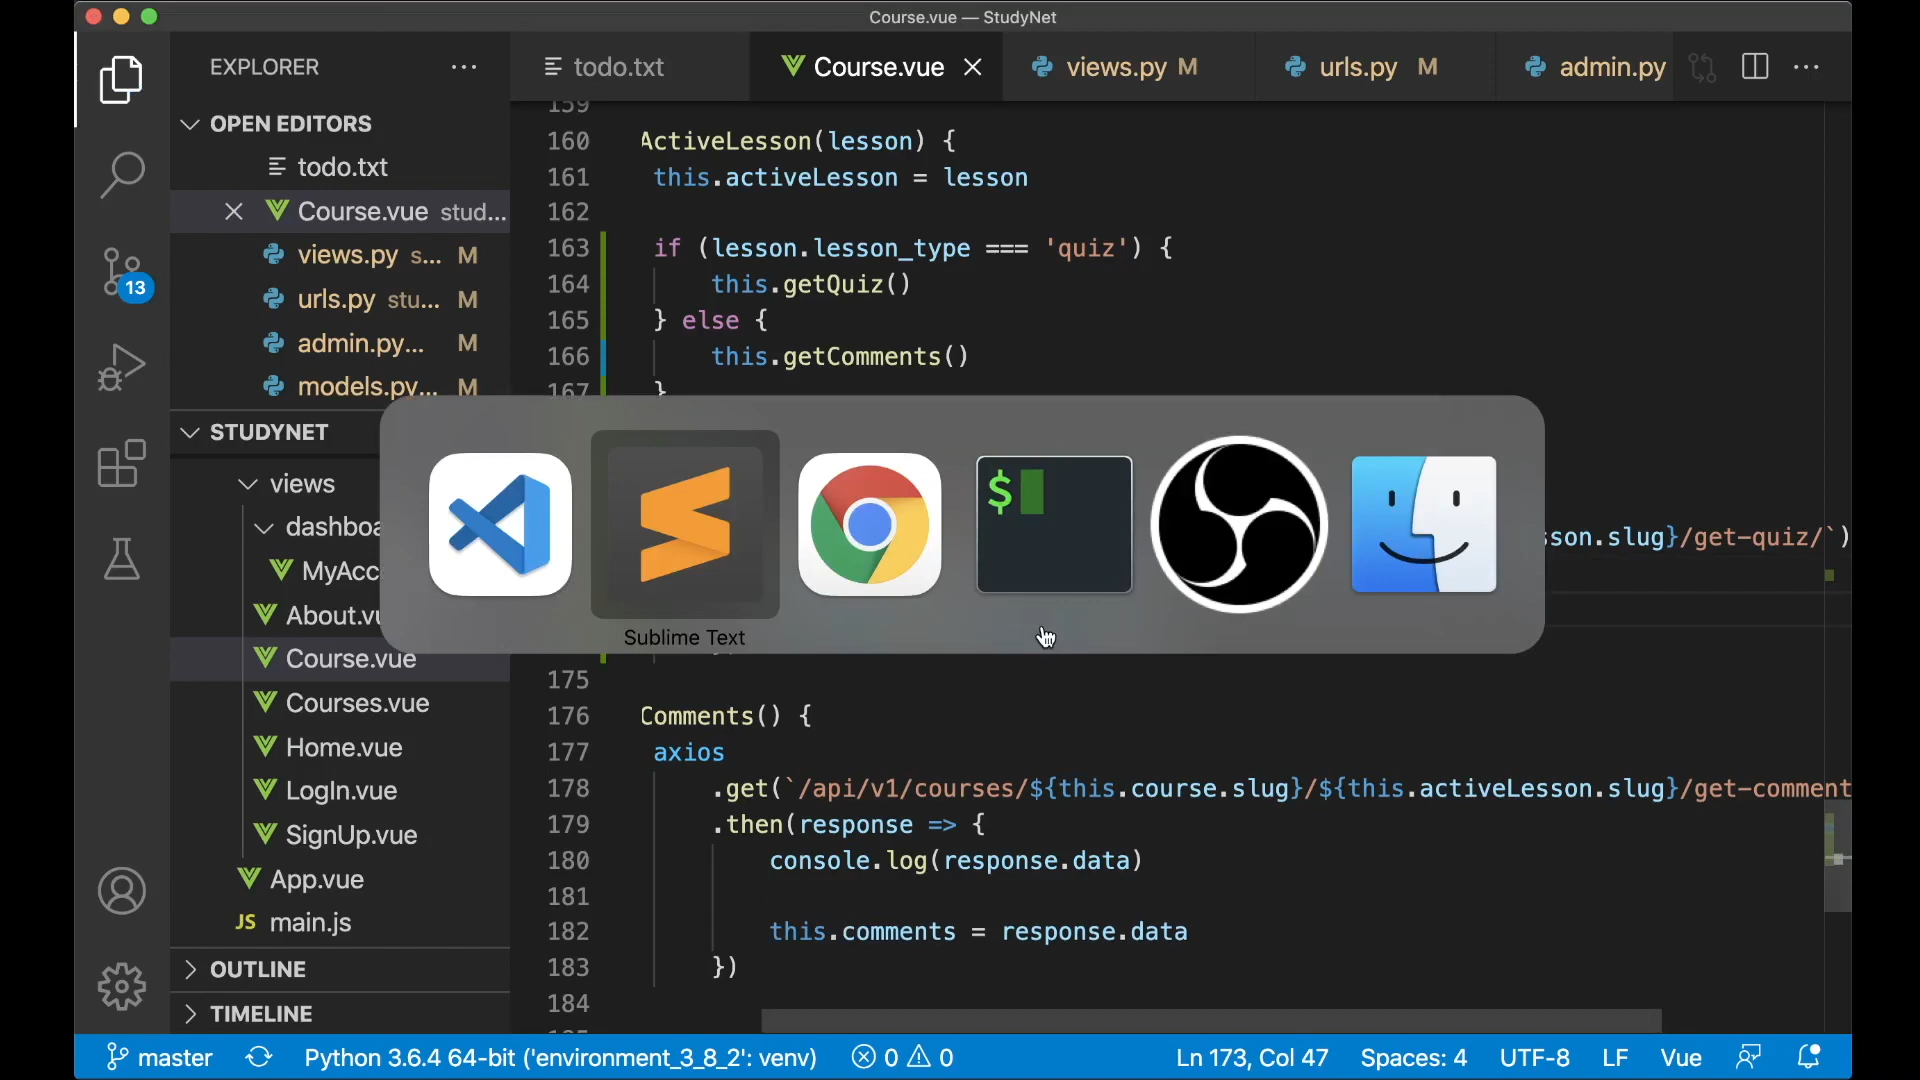 Course.vue — StudyNet
EXPLORER
todo.txt
Course.vue
views.py M
urls.py M
admin.py
OPEN EDITORS
todo.txt
Course.vue stud...
views.py s... M
urls.py stu... M
admin.py... M
models.py... M
STUDYNET
views
dashboa
MyAcc
About.vu
Course.vue
Courses.vue
Home.vue
LogIn.vue
SignUp.vue
App.vue
JS main.js
OUTLINE
TIMELINE
13
159
160 ActiveLesson(lesson) {
161 this.activeLesson = lesson
162
163 if (lesson.lesson_type === 'quiz') {
164 this.getQuiz()
165 } else {
166 this.getComments()
167 }
sson.slug}/get-quiz/`)
$
Sublime Text
175
176 Comments() {
177 axios
178 .get(`/api/v1/courses/${this.course.slug}/${this.activeLesson.slug}/get-comment
179 .then(response => {
180 console.log(response.data)
181
182 this.comments = response.data
183 })
184
master
Python 3.6.4 64-bit ('environment_3_8_2': venv)
0 0
Ln 173, Col 47
Spaces: 4
UTF-8
LF
Vue